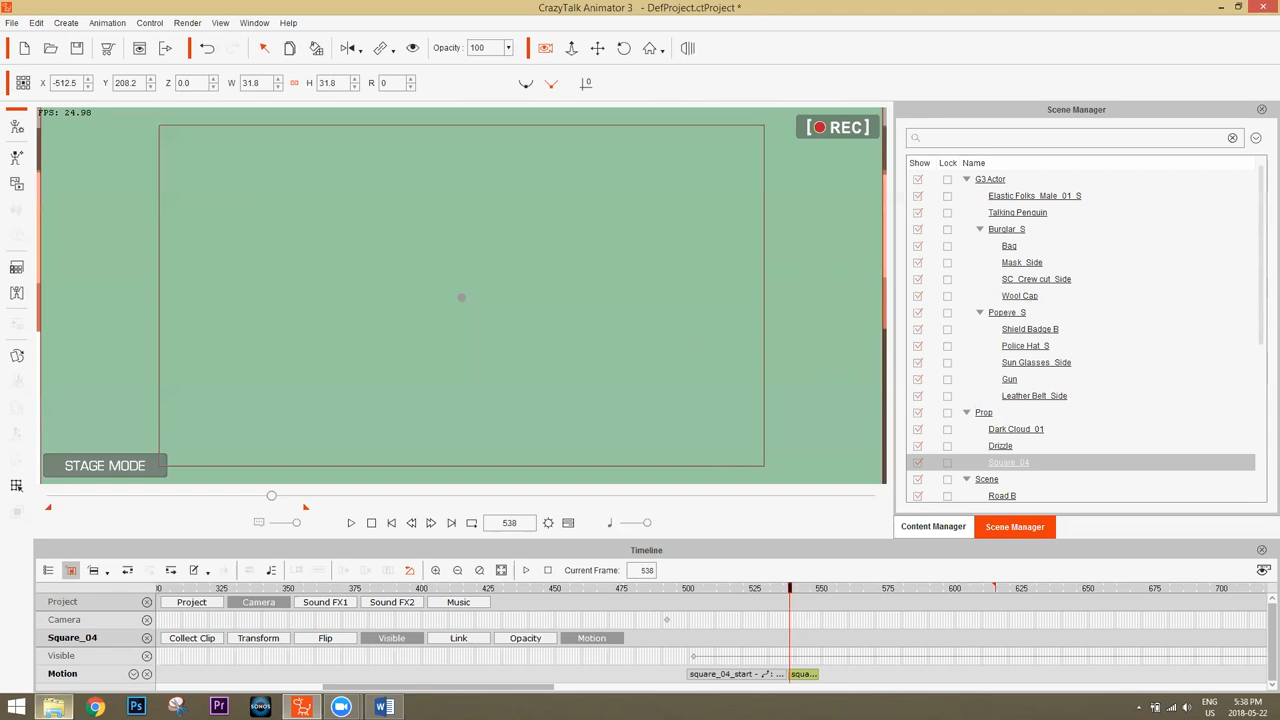 CrazyTalk Animator 3 - DefProject.ctProject *
File Edit Create Animation Control Render View Window Help
Opacity : 100
X -512.5 Y 208.2 Z 0.0 W 31.8 H 31.8 R 0
FPS: 24.98
[ REC ]
STAGE MODE
Scene Manager
Show Lock Name
G3 Actor
Elastic Folks_Male_01_S
Talking Penguin
Burglar_S
Bag
Mask_Side
SC_Crew cut_Side
Wool Cap
Popeye_S
Shield Badge B
Police Hat_S
Sun Glasses_Side
Gun
Leather Belt_Side
Prop
Dark Cloud_01
Drizzle
Square_04
Scene
Road B
Content Manager Scene Manager
538
Timeline
Current Frame: 538
350 375 400 425 450 475 500 525 550 575 600 625 650 675 700
Project Project Camera Sound FX1 Sound FX2 Music
Camera
Square_04 Collect Clip Transform Flip Visible Link Opacity Motion
Visible
Motion square_04_start - ... squa...
Ps Pr SONOS
ENG 5:38 PM
US 2018-05-22